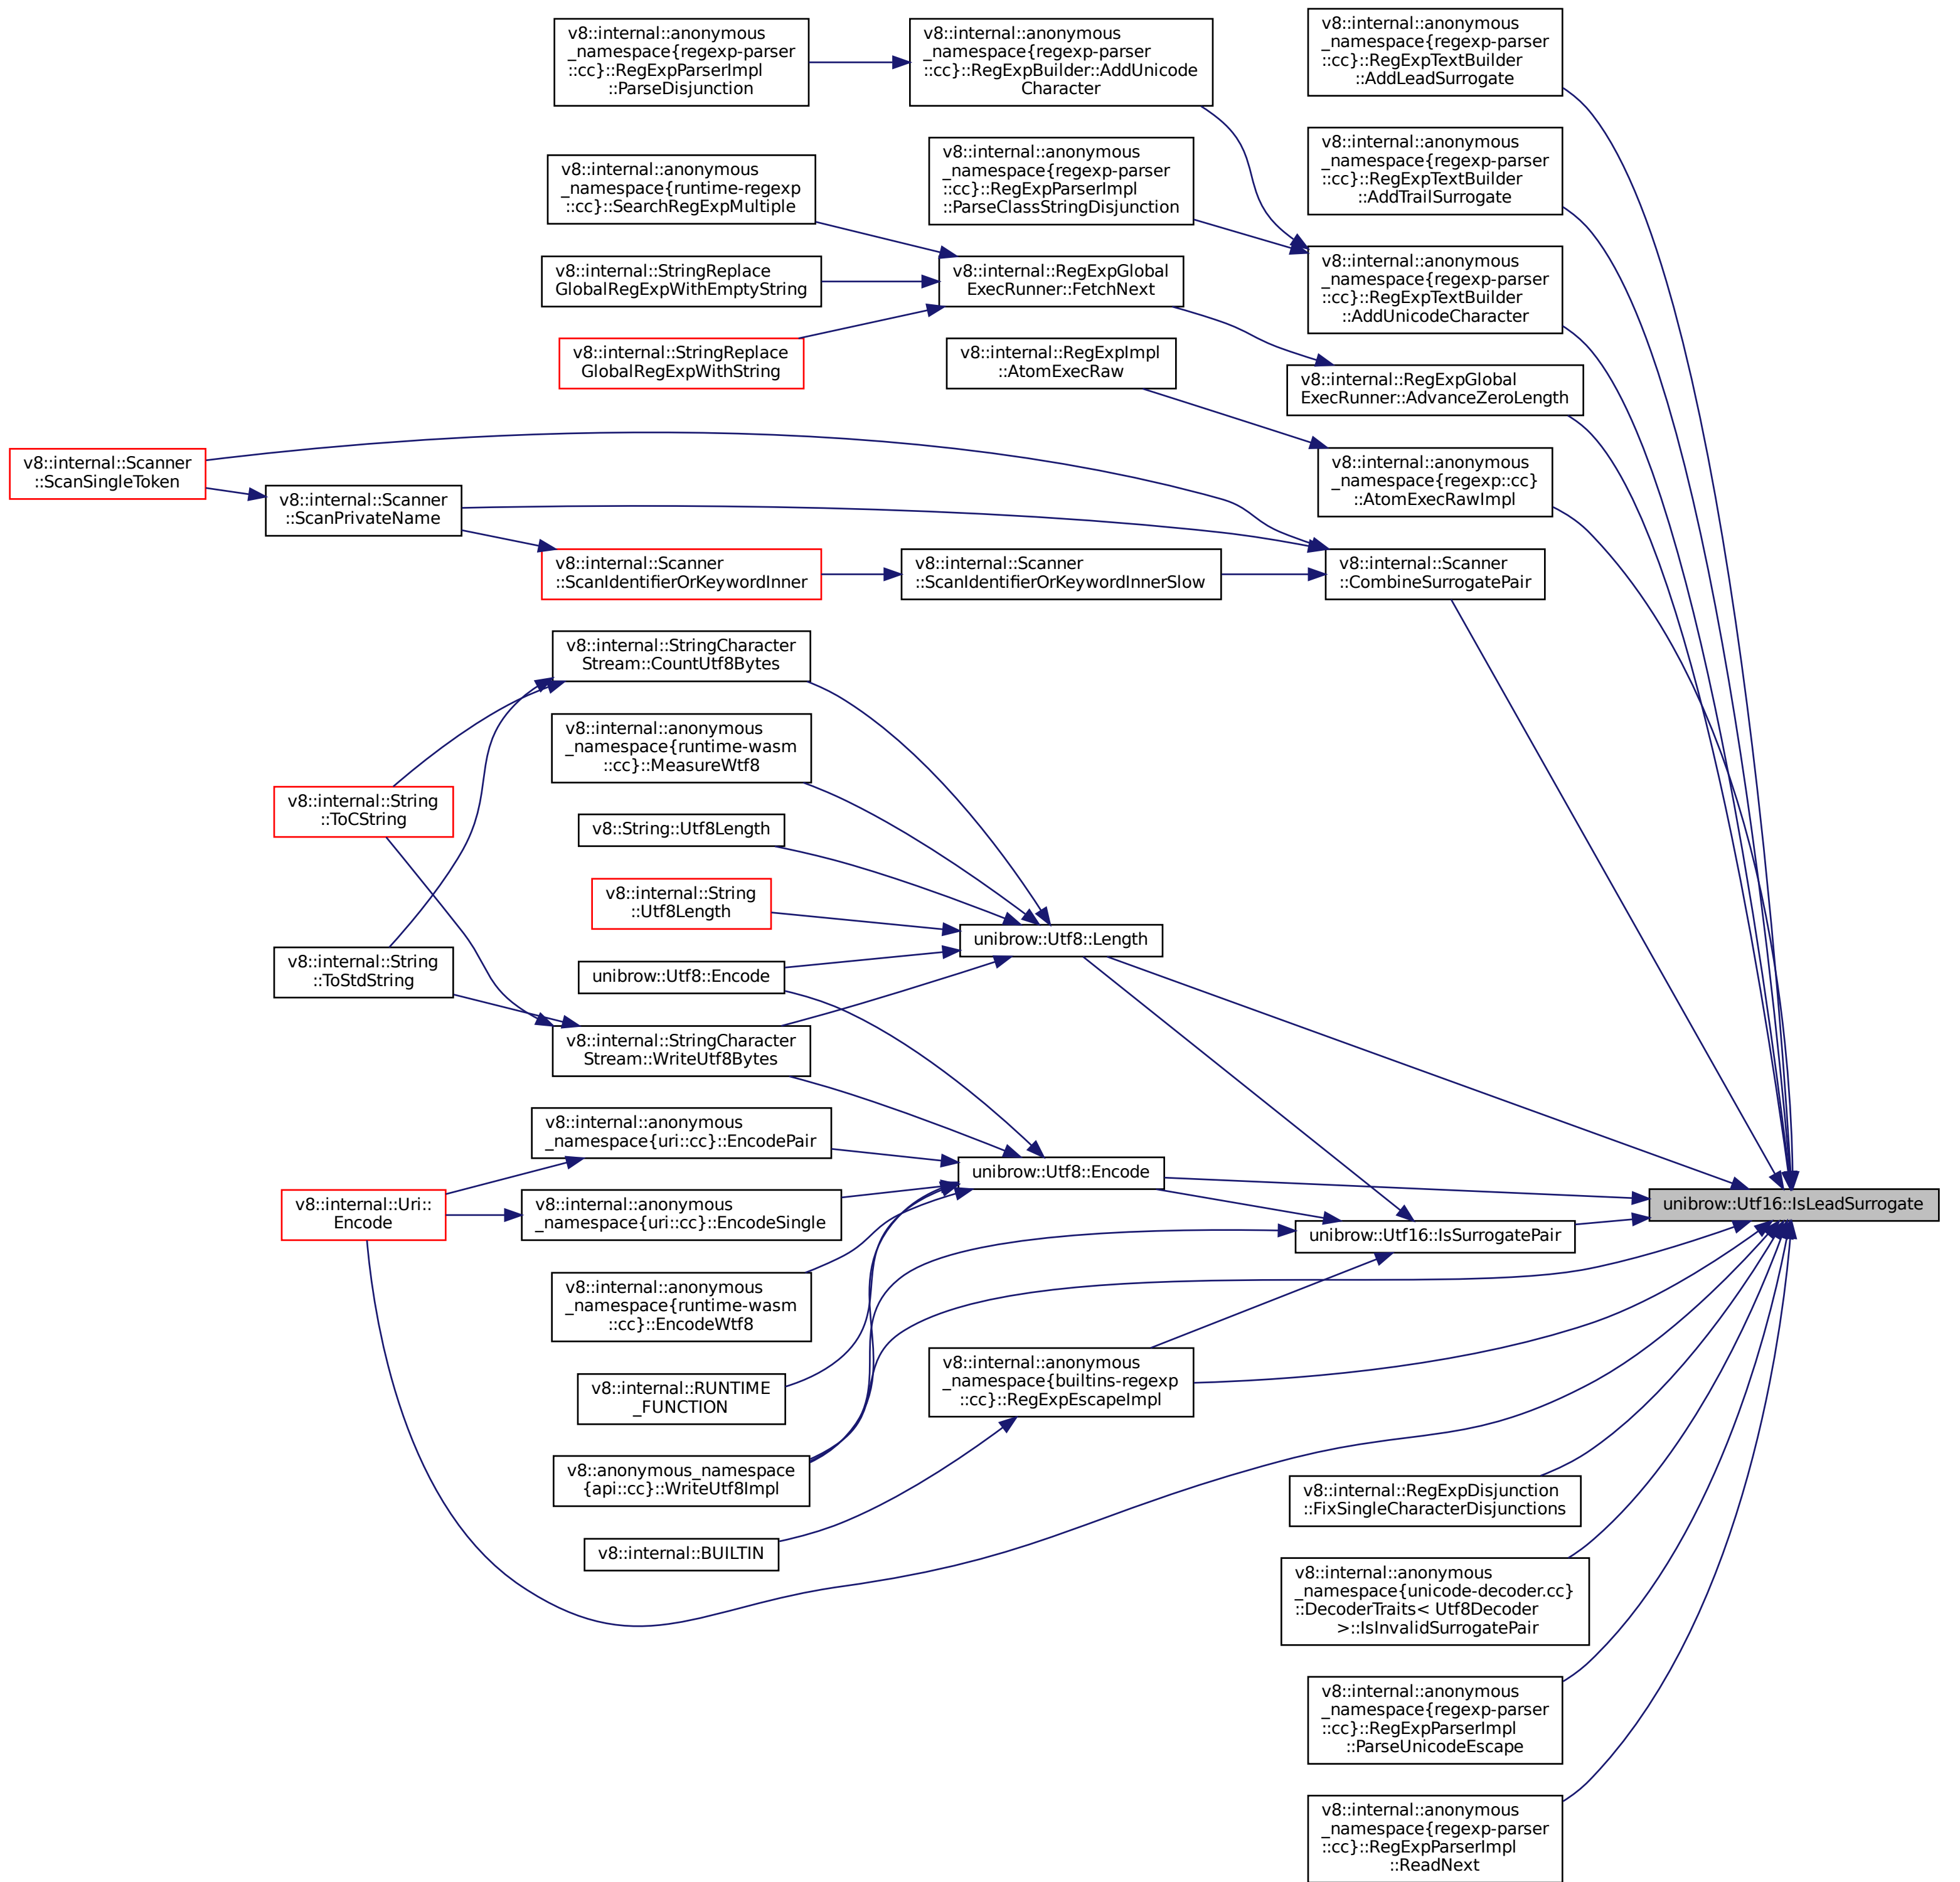 v8::internal::anonymous
_namespace{regexp-parser
::cc}::RegExpParserImpl
::ParseDisjunction
v8::internal::anonymous
_namespace{regexp-parser
::cc}::RegExpBuilder::AddUnicode
Character
v8::internal::anonymous
_namespace{regexp-parser
::cc}::RegExpTextBuilder
::AddLeadSurrogate
v8::internal::anonymous
_namespace{regexp-parser
::cc}::RegExpTextBuilder
::AddTrailSurrogate
v8::internal::anonymous
_namespace{regexp-parser
::cc}::RegExpParserImpl
::ParseClassStringDisjunction
v8::internal::anonymous
_namespace{runtime-regexp
::cc}::SearchRegExpMultiple
v8::internal::anonymous
_namespace{regexp-parser
::cc}::RegExpTextBuilder
::AddUnicodeCharacter
v8::internal::StringReplace
GlobalRegExpWithEmptyString
v8::internal::RegExpGlobal
ExecRunner::FetchNext
v8::internal::StringReplace
GlobalRegExpWithString
v8::internal::RegExpImpl
::AtomExecRaw
v8::internal::RegExpGlobal
ExecRunner::AdvanceZeroLength
v8::internal::Scanner
::ScanSingleToken
v8::internal::anonymous
_namespace{regexp::cc}
::AtomExecRawImpl
v8::internal::Scanner
::ScanPrivateName
v8::internal::Scanner
::ScanIdentifierOrKeywordInner
v8::internal::Scanner
::ScanIdentifierOrKeywordInnerSlow
v8::internal::Scanner
::CombineSurrogatePair
v8::internal::StringCharacter
Stream::CountUtf8Bytes
v8::internal::anonymous
_namespace{runtime-wasm
::cc}::MeasureWtf8
v8::internal::String
::ToCString
v8::String::Utf8Length
v8::internal::String
::Utf8Length
unibrow::Utf8::Length
v8::internal::String
::ToStdString
unibrow::Utf8::Encode
v8::internal::StringCharacter
Stream::WriteUtf8Bytes
v8::internal::anonymous
_namespace{uri::cc}::EncodePair
unibrow::Utf8::Encode
v8::internal::Uri::
Encode
v8::internal::anonymous
_namespace{uri::cc}::EncodeSingle
unibrow::Utf16::IsLeadSurrogate
unibrow::Utf16::IsSurrogatePair
v8::internal::anonymous
_namespace{runtime-wasm
::cc}::EncodeWtf8
v8::internal::RUNTIME
_FUNCTION
v8::internal::anonymous
_namespace{builtins-regexp
::cc}::RegExpEscapeImpl
v8::anonymous_namespace
{api::cc}::WriteUtf8Impl
v8::internal::RegExpDisjunction
::FixSingleCharacterDisjunctions
v8::internal::BUILTIN
v8::internal::anonymous
_namespace{unicode-decoder.cc}
::DecoderTraits< Utf8Decoder
>::IsInvalidSurrogatePair
v8::internal::anonymous
_namespace{regexp-parser
::cc}::RegExpParserImpl
::ParseUnicodeEscape
v8::internal::anonymous
_namespace{regexp-parser
::cc}::RegExpParserImpl
::ReadNext